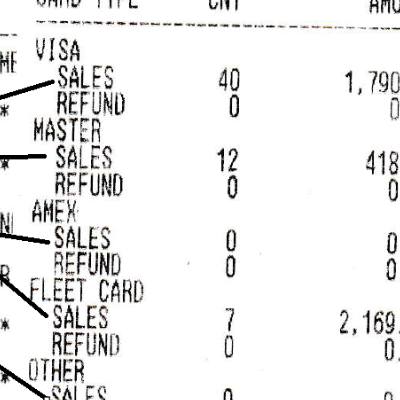 CARD TYPE CNT AMO
VISA
SALES 40 1,790
REFUND 0 0
MASTER
SALES 12 418
REFUND 0 0
AMEX
SALES 0 0
REFUND 0 0
FLEET CARD
SALES 7 2,169.
REFUND 0 0.
OTHER
SALES 0 0